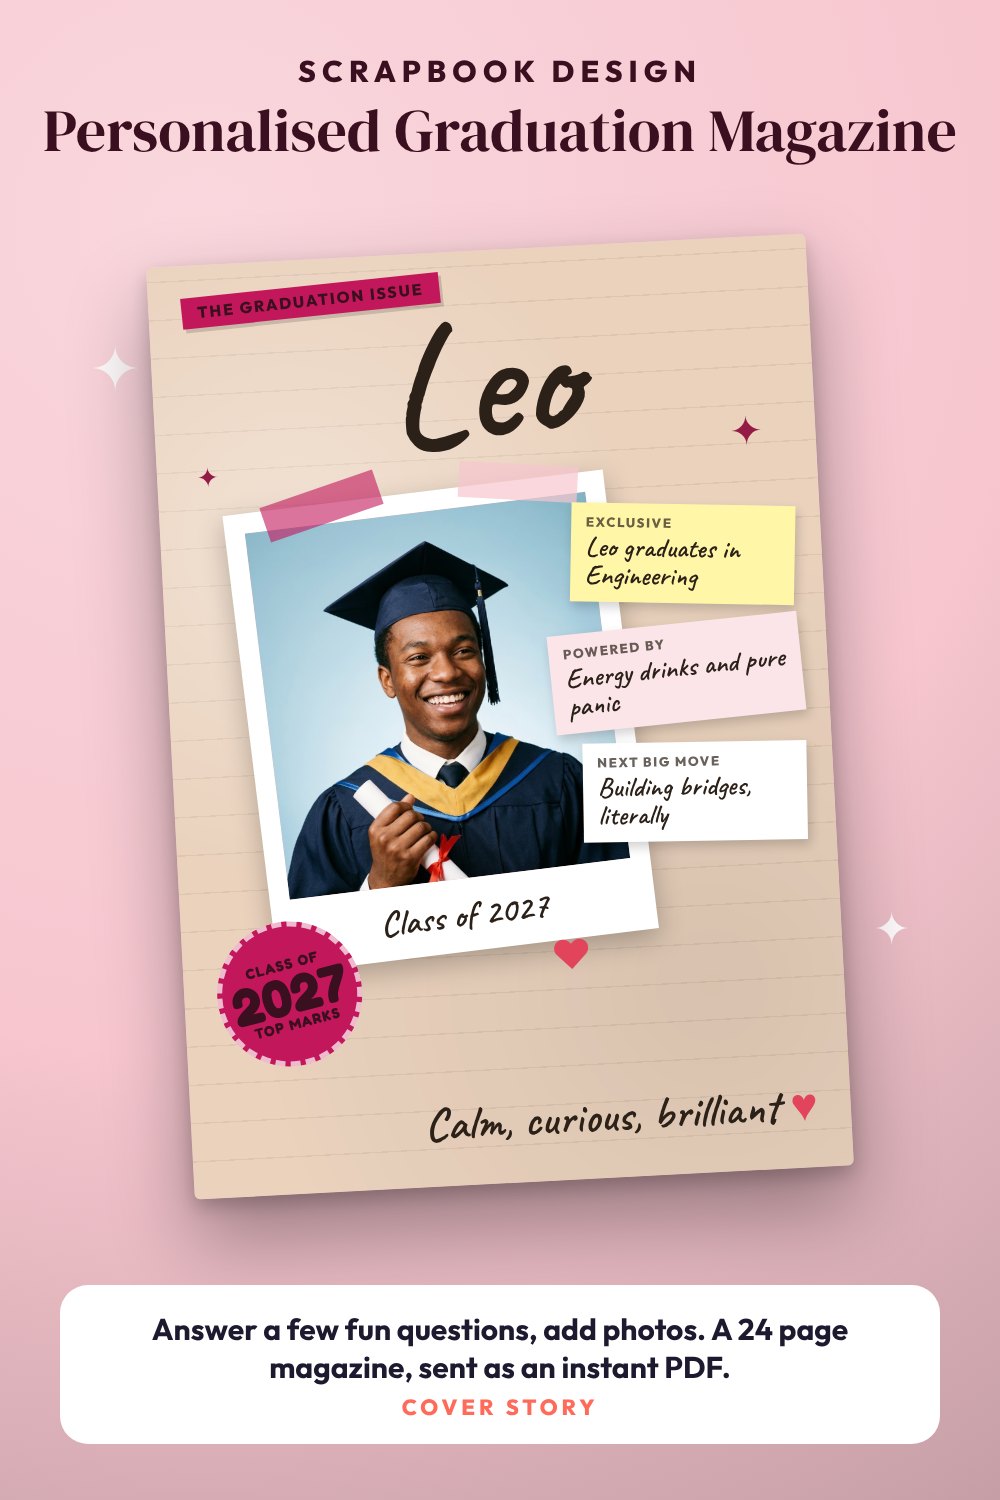 SCRAPBOOK DESIGN
Personalised Graduation Magazine
THE GRADUATION ISSUE
Leo
EXCLUSIVE
Leo graduates in
Engineering
POWERED BY
Energy drinks and pure
panic
NEXT BIG MOVE
Building bridges,
literally
Class of 2027
CLASS OF
2027
TOP MARKS
Calm, curious, brilliant
Answer a few fun questions, add photos. A 24 page
magazine, sent as an instant PDF.
COVER STORY